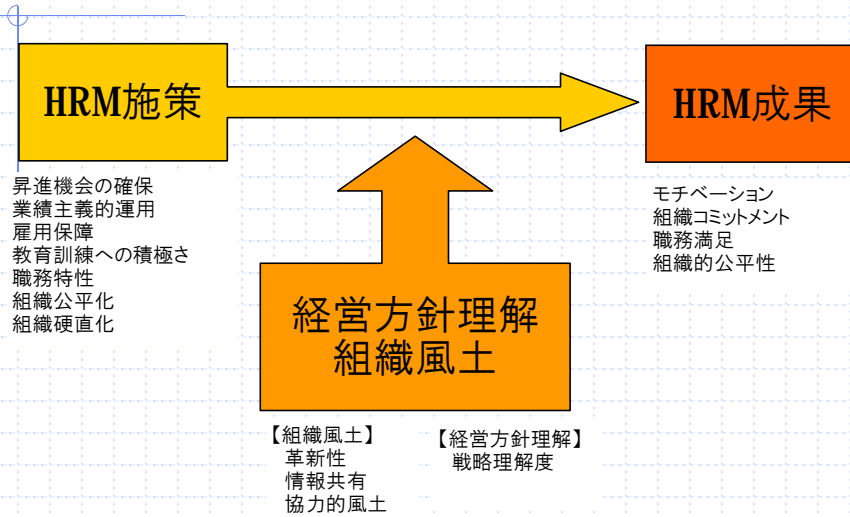 HRM施策
HRM成果
昇進機会の確保
業績主義的運用
雇用保障
教育訓練への積極さ
職務特性
組織公平化
組織硬直化
モチベーション
組織コミットメント
職務満足
組織的公平性
経営方針理解
組織風土
【組織風土】
革新性
情報共有
協力的風土
【経営方針理解】
戦略理解度